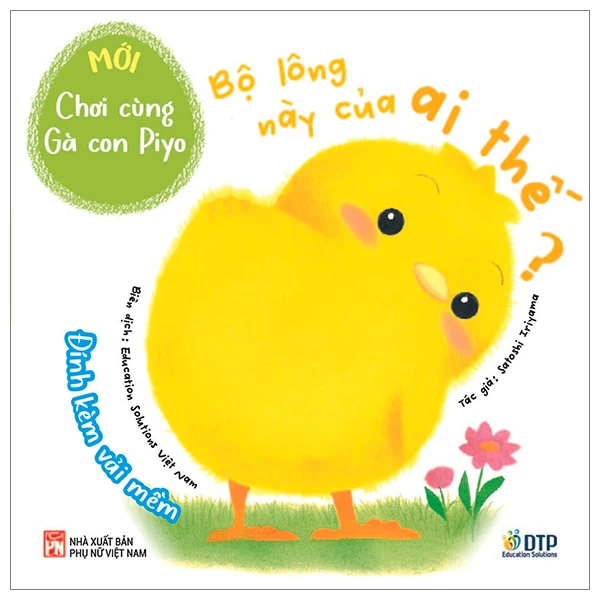 MỚI
Chơi cùng
Gà con Piyo
Bộ lông
này của ai thế?
Tác giả: Satoshi Iriyama
Biên dịch: Education Solutions Việt Nam
Đính kèm vải mềm
PN
NHÀ XUẤT BẢN
PHỤ NỮ VIỆT NAM
DTP
Education Solutions